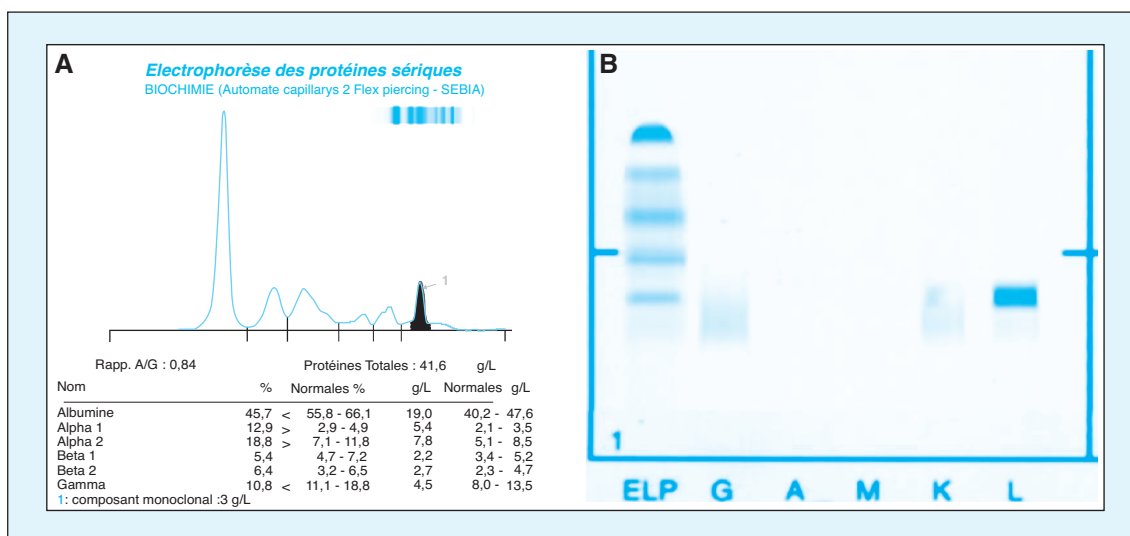 A
Electrophorèse des protéines sériques
BIOCHIMIE (Automate capillarys 2 Flex piercing - SEBIA)
1
Rapp. A/G : 0,84 Protéines Totales : 41,6 g/L
Nom % Normales % g/L Normales g/L
Albumine 45,7 < 55,8 - 66,1 19,0 40,2 - 47,6
Alpha 1 12,9 > 2,9 - 4,9 5,4 2,1 - 3,5
Alpha 2 18,8 > 7,1 - 11,8 7,8 5,1 - 8,5
Beta 1 5,4 4,7 - 7,2 2,2 3,4 - 5,2
Beta 2 6,4 3,2 - 6,5 2,7 2,3 - 4,7
Gamma 10,8 < 11,1 - 18,8 4,5 8,0 - 13,5
1: composant monoclonal :3 g/L
B
1
ELP G A M K L